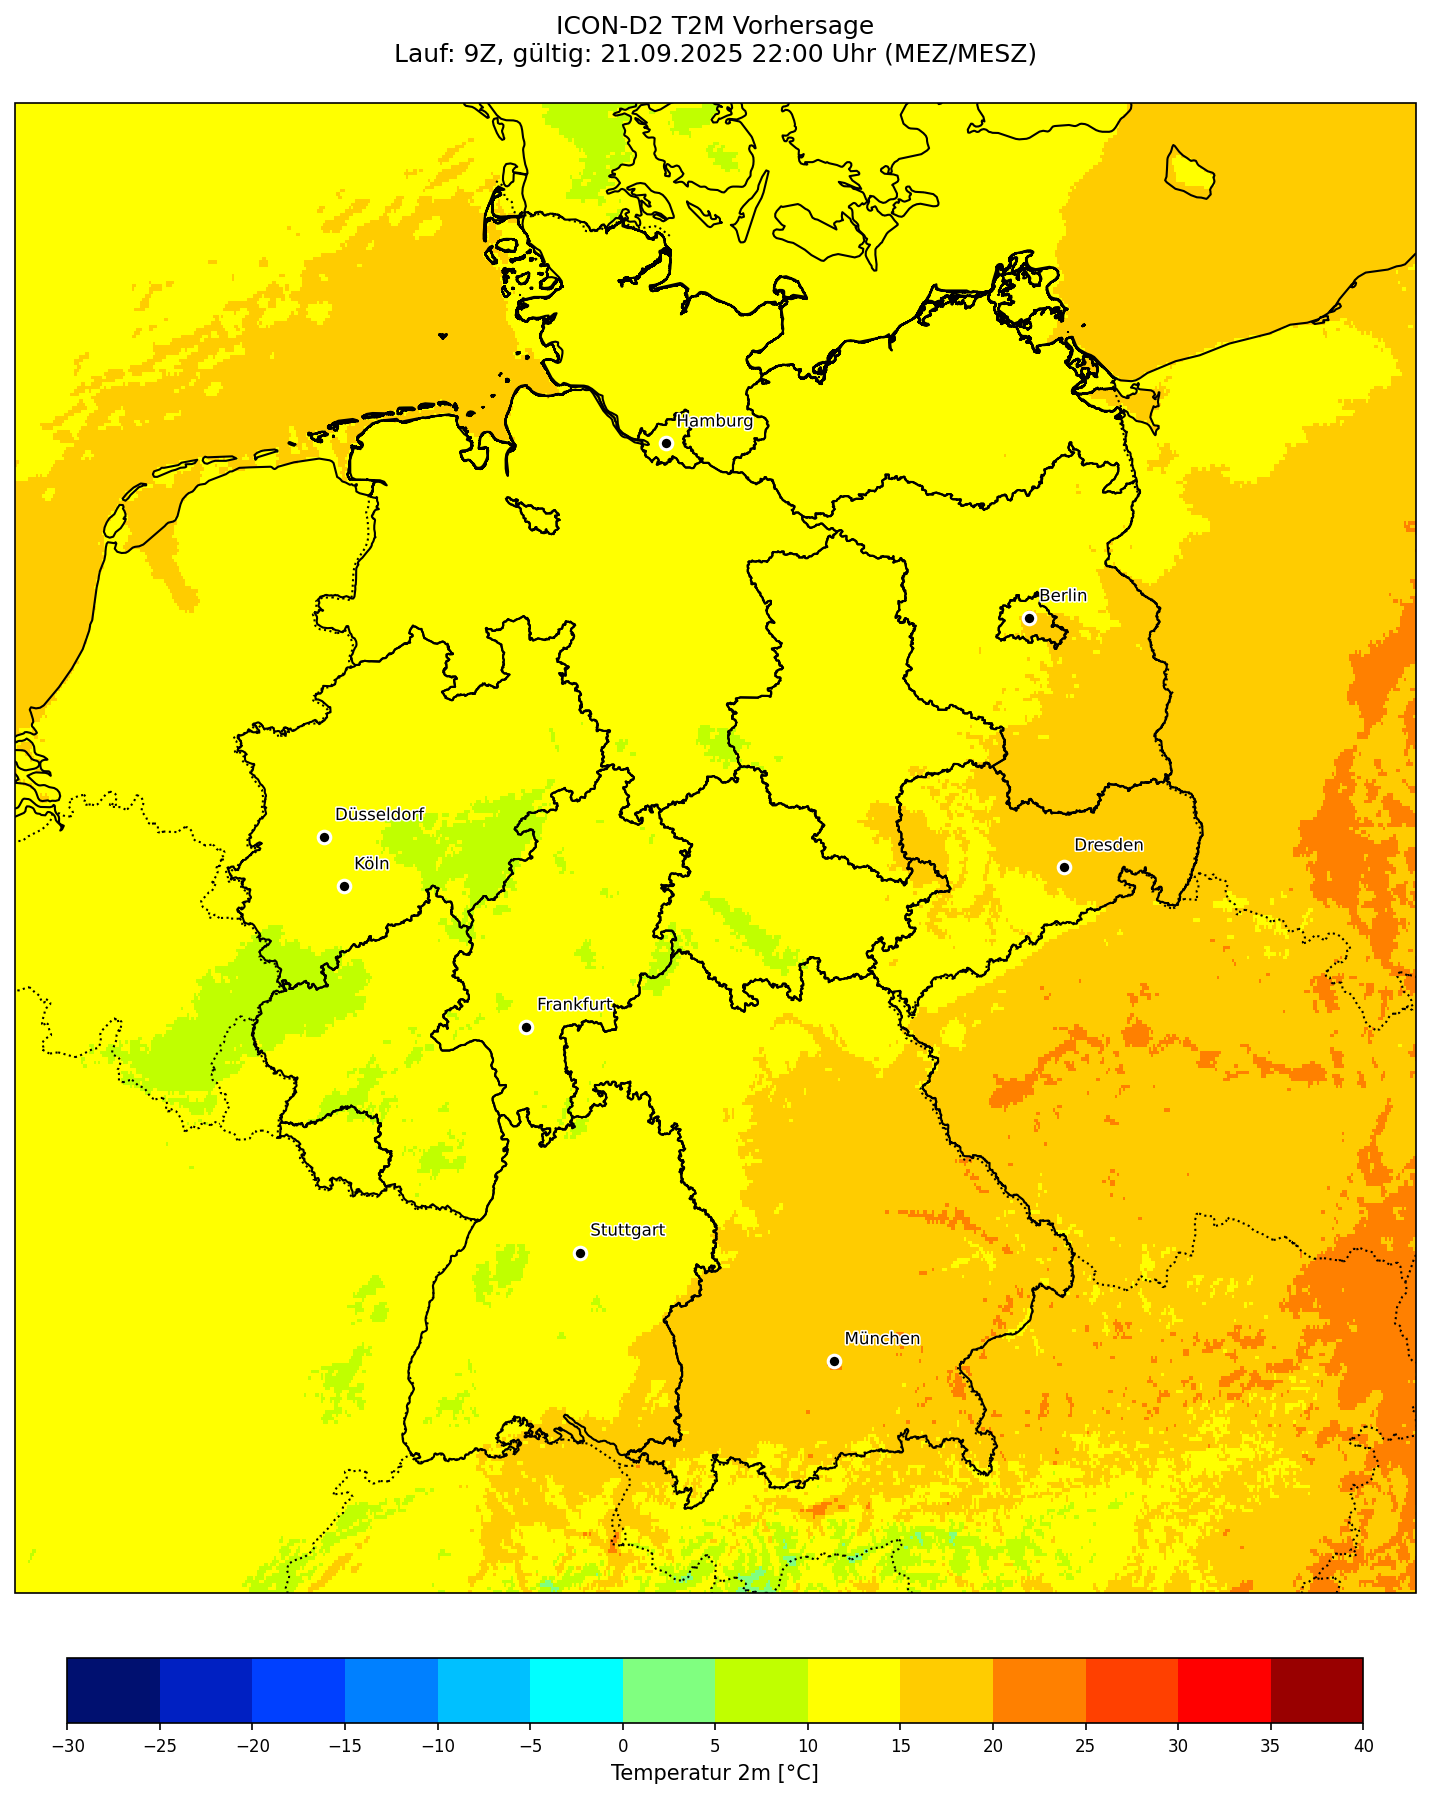 ICON-D2 T2M Vorhersage
Lauf: 9Z, gültig: 21.09.2025 22:00 Uhr (MEZ/MESZ)
Hamburg
Berlin
Düsseldorf
Köln
Dresden
Frankfurt
Stuttgart
München
−30 −25 −20 −15 −10 −5 0 5 10 15 20 25 30 35 40
Temperatur 2m [°C]